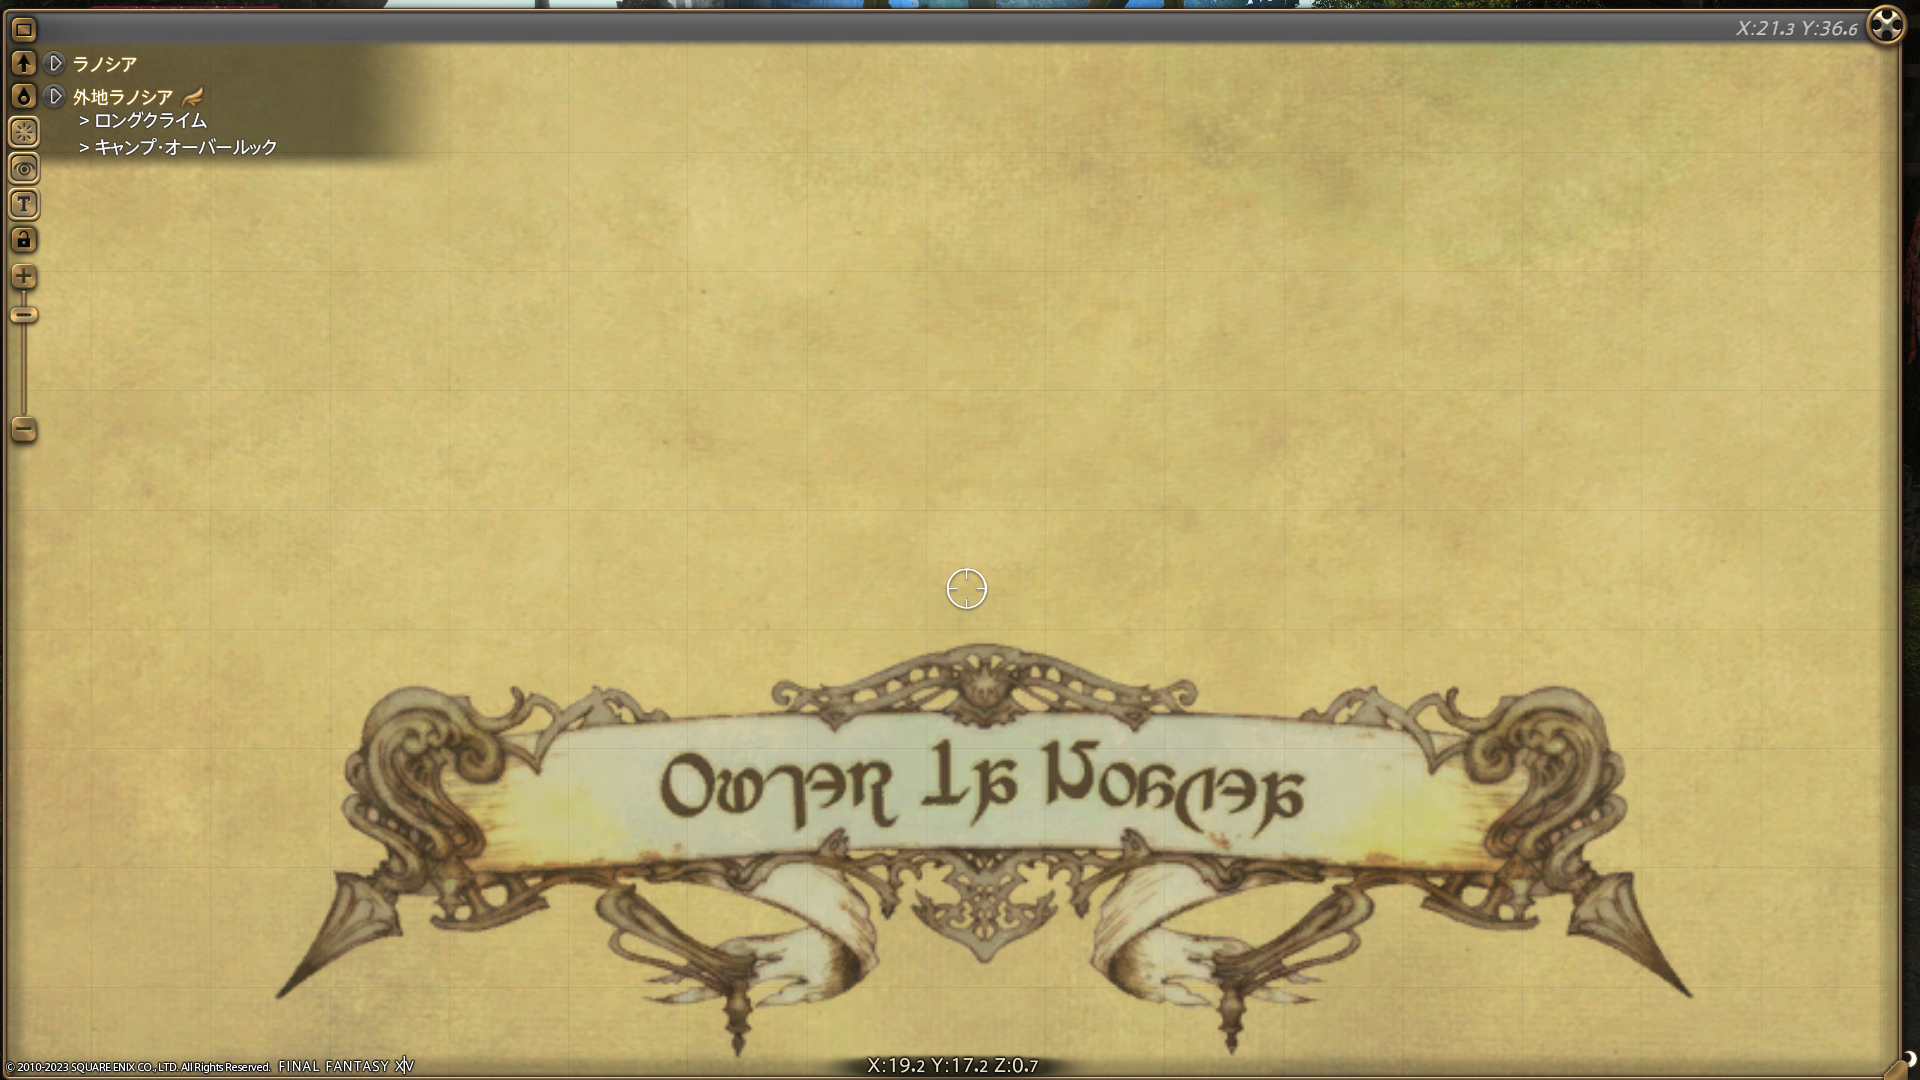 X:21.3 Y:36.6
ラノシア
外地ラノシア
> ロングクライム
> キャンプ·オーバールック
T
© 2010-2023 SQUARE ENIX CO., LTD. All Rights Reserved. FINAL FANTASY XIV
X:19.2 Y:17.2 Z:0.7